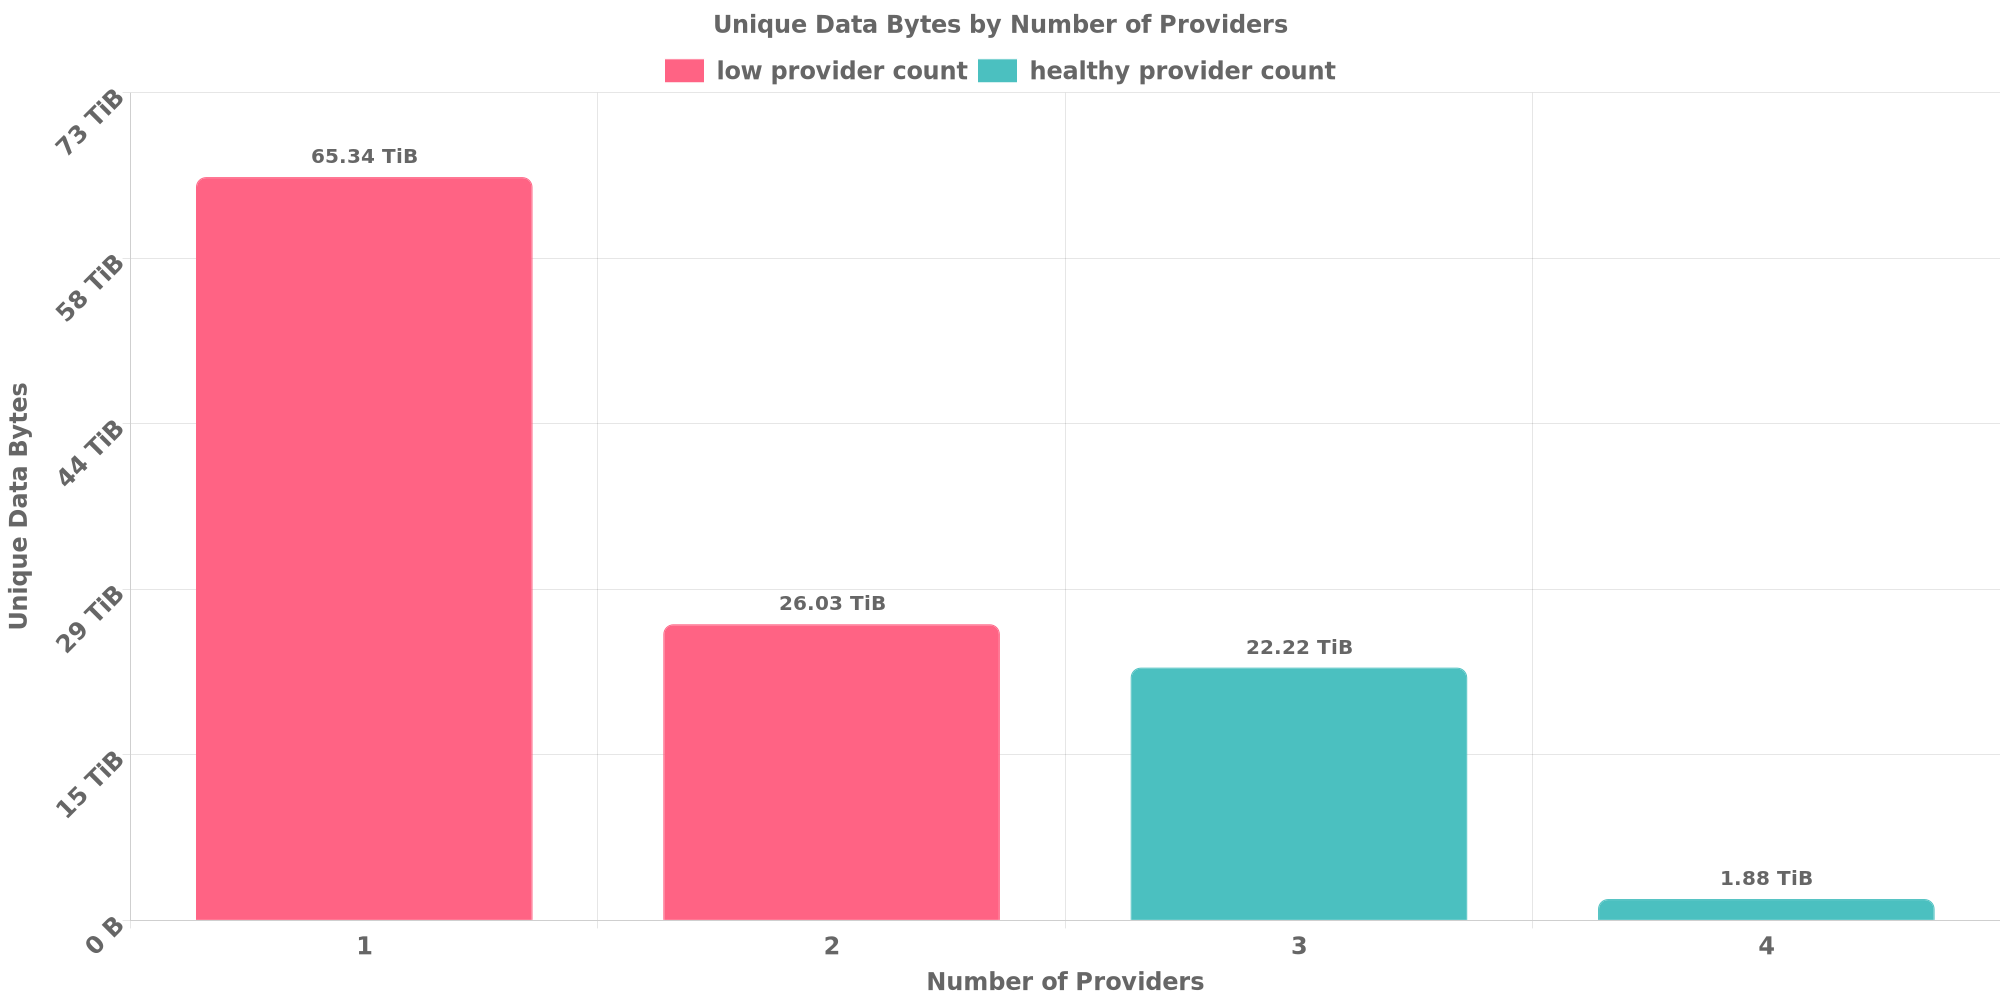 Unique Data Bytes by Number of Providers
low provider count healthy provider count
73 TiB
58 TiB
44 TiB
29 TiB
15 TiB
0 B
Unique Data Bytes
65.34 TiB
26.03 TiB
22.22 TiB
1.88 TiB
1 2 3 4
Number of Providers